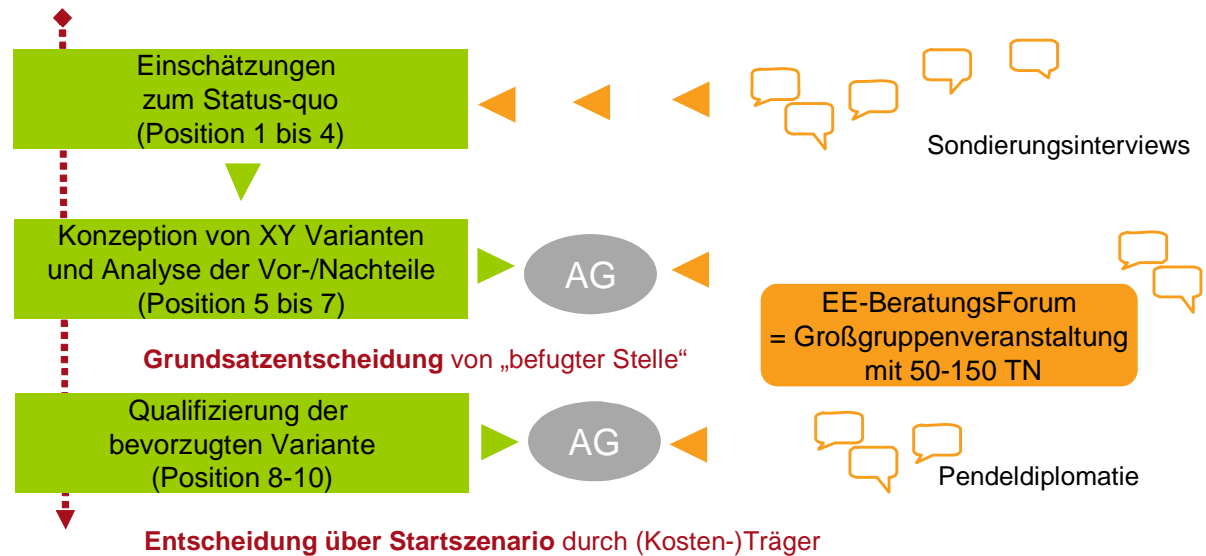 Einschätzungen
zum Status-quo
(Position 1 bis 4)
Sondierungsinterviews
Konzeption von XY Varianten
und Analyse der Vor-/Nachteile
(Position 5 bis 7)
AG
EE-BeratungsForum
= Großgruppenveranstaltung
mit 50-150 TN
Grundsatzentscheidung von „befugter Stelle“
Qualifizierung der
bevorzugten Variante
(Position 8-10)
AG
Pendeldiplomatie
Entscheidung über Startszenario durch (Kosten-)Träger